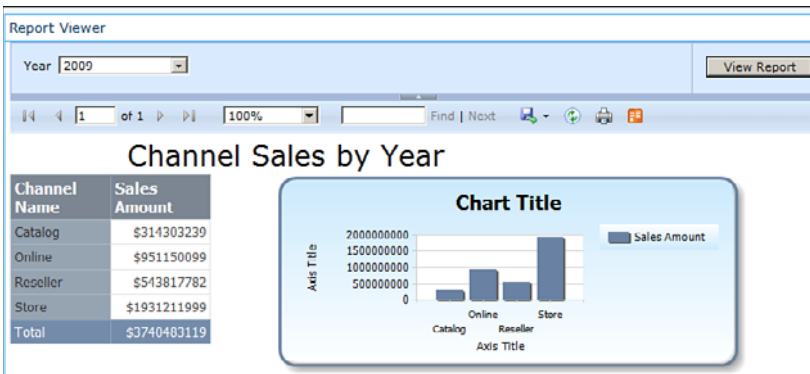 Report Viewer
Year 2009 View Report
1 of 1 100% Find | Next
Channel Sales by Year
Channel Name Sales Amount
Catalog $314303239
Online $951150099
Reseller $543817782
Store $1931211999
Total $3740483119
Chart Title
Axis Title
2000000000
1500000000
1000000000
500000000
0
Catalog Online Reseller Store
Axis Title
Sales Amount